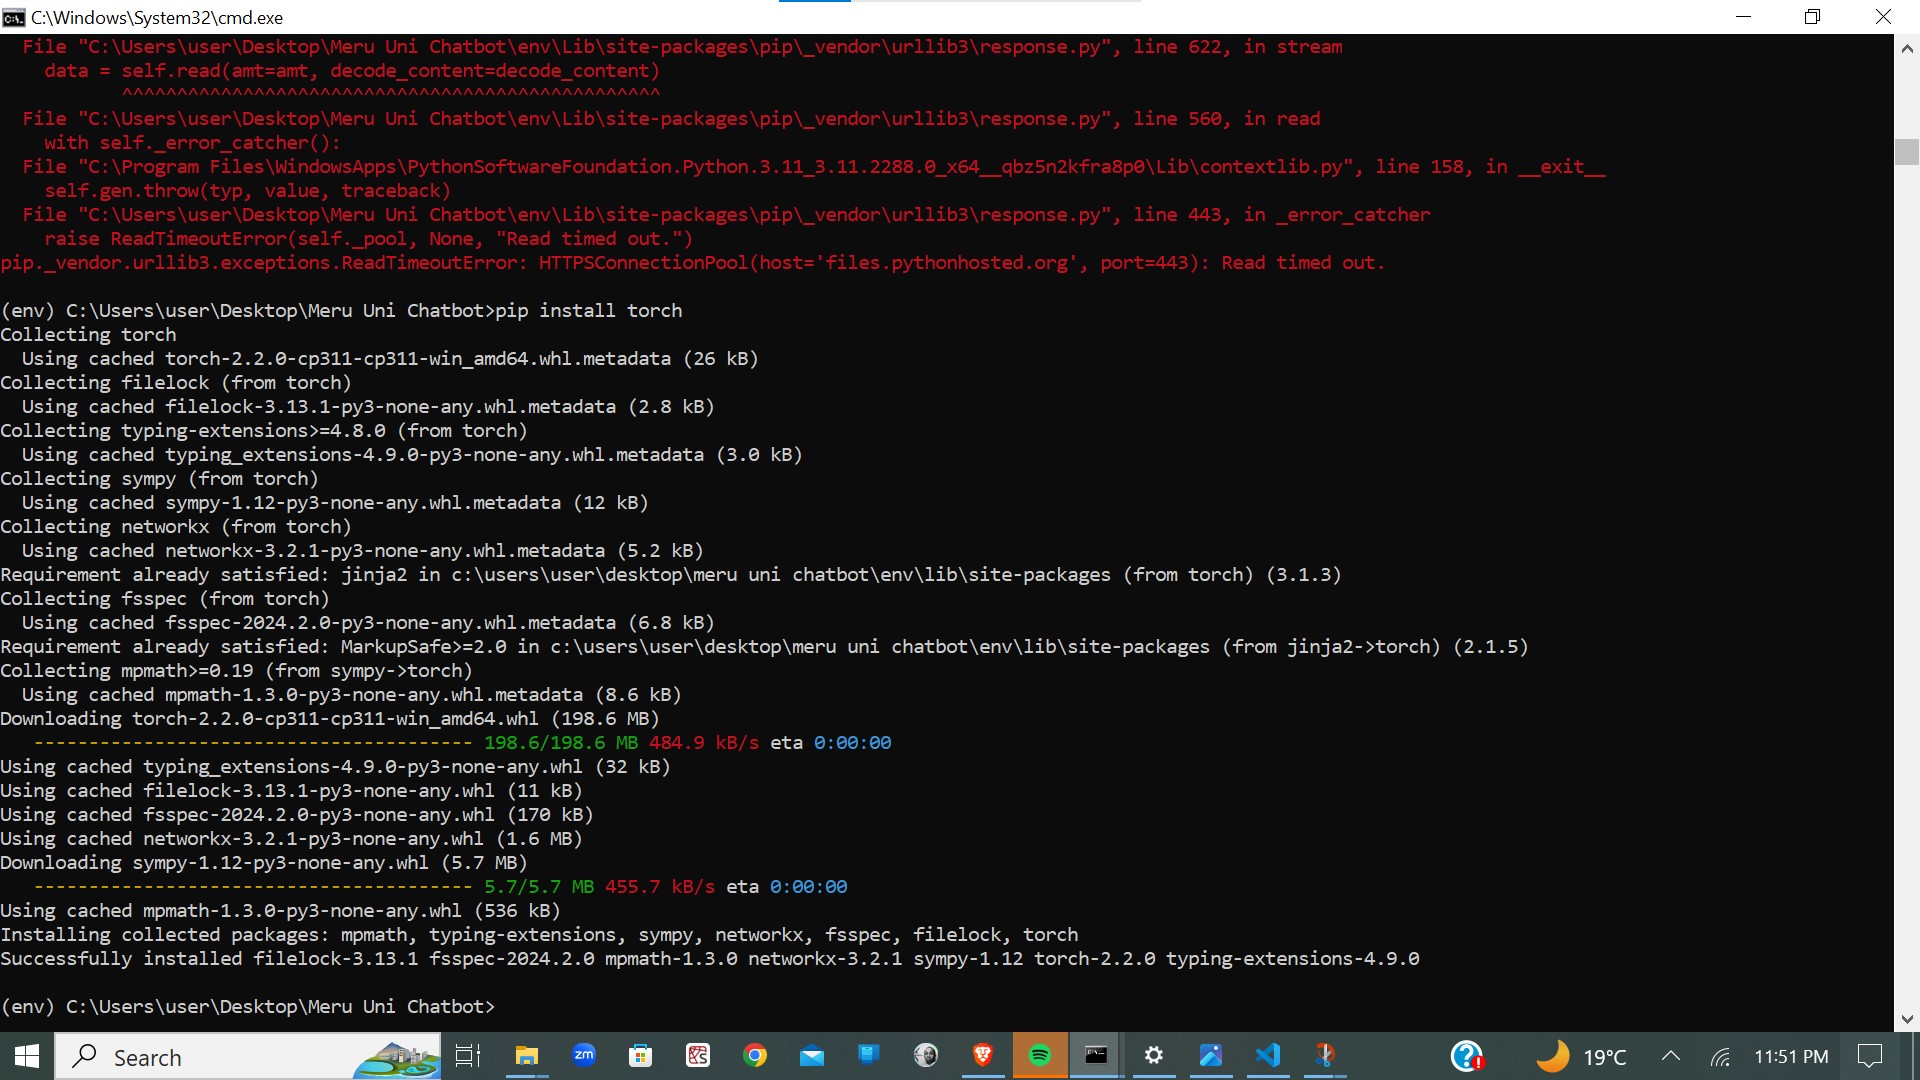 C:\Windows\System32\cmd.exe
File "C:\Users\user\Desktop\Meru Uni Chatbot\env\Lib\site-packages\pip\_vendor\urllib3\response.py", line 622, in stream
data = self.read(amt=amt, decode_content=decode_content)
^^^^^^^^^^^^^^^^^^^^^^^^^^^^^^^^^^^^^^^^^^^^^^^^^
File "C:\Users\user\Desktop\Meru Uni Chatbot\env\Lib\site-packages\pip\_vendor\urllib3\response.py", line 560, in read
with self._error_catcher():
File "C:\Program Files\WindowsApps\PythonSoftwareFoundation.Python.3.11_3.11.2288.0_x64__qbz5n2kfra8p0\Lib\contextlib.py", line 158, in __exit__
self.gen.throw(typ, value, traceback)
File "C:\Users\user\Desktop\Meru Uni Chatbot\env\Lib\site-packages\pip\_vendor\urllib3\response.py", line 443, in _error_catcher
raise ReadTimeoutError(self._pool, None, "Read timed out.")
pip._vendor.urllib3.exceptions.ReadTimeoutError: HTTPSConnectionPool(host='files.pythonhosted.org', port=443): Read timed out.
(env) C:\Users\user\Desktop\Meru Uni Chatbot>pip install torch
Collecting torch
Using cached torch-2.2.0-cp311-cp311-win_amd64.whl.metadata (26 kB)
Collecting filelock (from torch)
Using cached filelock-3.13.1-py3-none-any.whl.metadata (2.8 kB)
Collecting typing-extensions>=4.8.0 (from torch)
Using cached typing_extensions-4.9.0-py3-none-any.whl.metadata (3.0 kB)
Collecting sympy (from torch)
Using cached sympy-1.12-py3-none-any.whl.metadata (12 kB)
Collecting networkx (from torch)
Using cached networkx-3.2.1-py3-none-any.whl.metadata (5.2 kB)
Requirement already satisfied: jinja2 in c:\users\user\desktop\meru uni chatbot\env\lib\site-packages (from torch) (3.1.3)
Collecting fsspec (from torch)
Using cached fsspec-2024.2.0-py3-none-any.whl.metadata (6.8 kB)
Requirement already satisfied: MarkupSafe>=2.0 in c:\users\user\desktop\meru uni chatbot\env\lib\site-packages (from jinja2->torch) (2.1.5)
Collecting mpmath>=0.19 (from sympy->torch)
Using cached mpmath-1.3.0-py3-none-any.whl.metadata (8.6 kB)
Downloading torch-2.2.0-cp311-cp311-win_amd64.whl (198.6 MB)
---------------------------------------- 198.6/198.6 MB 484.9 kB/s eta 0:00:00
Using cached typing_extensions-4.9.0-py3-none-any.whl (32 kB)
Using cached filelock-3.13.1-py3-none-any.whl (11 kB)
Using cached fsspec-2024.2.0-py3-none-any.whl (170 kB)
Using cached networkx-3.2.1-py3-none-any.whl (1.6 MB)
Downloading sympy-1.12-py3-none-any.whl (5.7 MB)
---------------------------------------- 5.7/5.7 MB 455.7 kB/s eta 0:00:00
Using cached mpmath-1.3.0-py3-none-any.whl (536 kB)
Installing collected packages: mpmath, typing-extensions, sympy, networkx, fsspec, filelock, torch
Successfully installed filelock-3.13.1 fsspec-2024.2.0 mpmath-1.3.0 networkx-3.2.1 sympy-1.12 torch-2.2.0 typing-extensions-4.9.0
(env) C:\Users\user\Desktop\Meru Uni Chatbot>
Search zm 19°C 11:51 PM